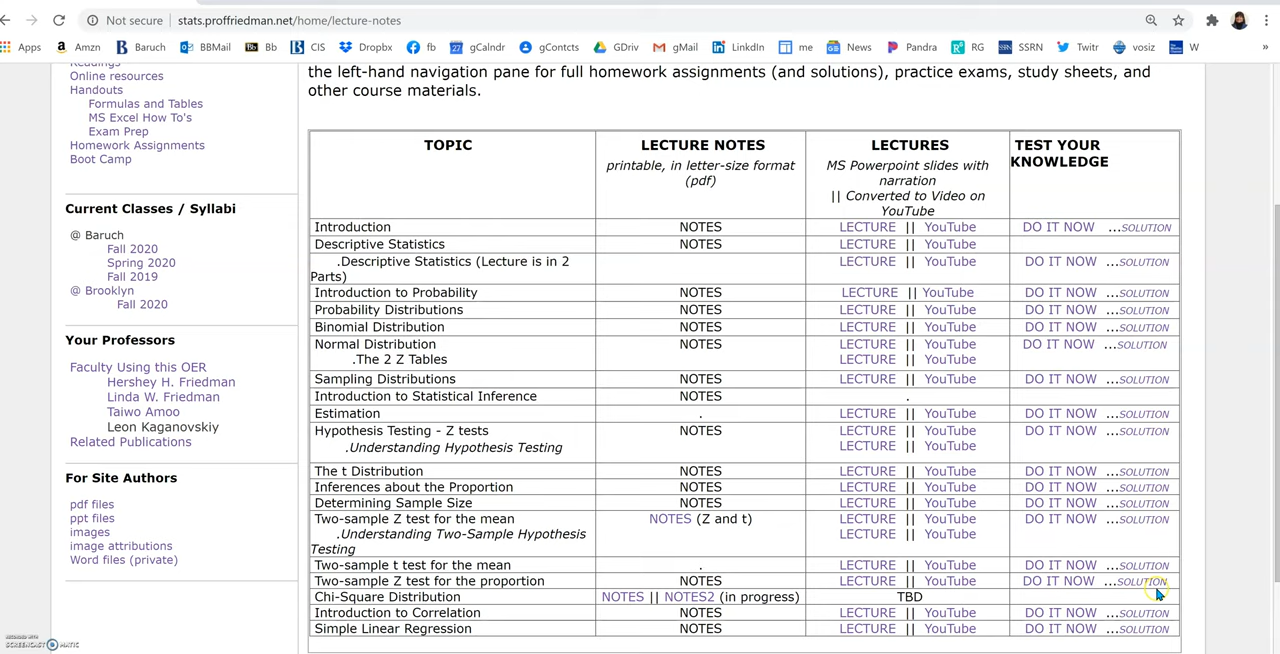 Not secure | stats.proffriedman.net/home/lecture-notes
Apps Amzn Baruch BBMail Bb CIS Dropbx fb gCalndr gContcts GDriv gMail LinkdIn me News Pandra RG SSRN Twitr vosiz W »
Readings
Online resources
Handouts
Formulas and Tables
MS Excel How To's
Exam Prep
Homework Assignments
Boot Camp
Current Classes / Syllabi
@ Baruch
Fall 2020
Spring 2020
Fall 2019
@ Brooklyn
Fall 2020
Your Professors
Faculty Using this OER
Hershey H. Friedman
Linda W. Friedman
Taiwo Amoo
Leon Kaganovskiy
Related Publications
For Site Authors
pdf files
ppt files
images
image attributions
Word files (private)
the left-hand navigation pane for full homework assignments (and solutions), practice exams, study sheets, and
other course materials.
TOPIC LECTURE NOTES LECTURES TEST YOUR
KNOWLEDGE
printable, in letter-size format
(pdf)
MS Powerpoint slides with
narration
|| Converted to Video on
YouTube
Introduction NOTES LECTURE || YouTube DO IT NOW ...SOLUTION
Descriptive Statistics NOTES LECTURE || YouTube
.Descriptive Statistics (Lecture is in 2 LECTURE || YouTube DO IT NOW ...SOLUTION
Parts)
Introduction to Probability NOTES LECTURE || YouTube DO IT NOW ...SOLUTION
Probability Distributions NOTES LECTURE || YouTube DO IT NOW ...SOLUTION
Binomial Distribution NOTES LECTURE || YouTube DO IT NOW ...SOLUTION
Normal Distribution NOTES LECTURE || YouTube DO IT NOW ...SOLUTION
.The 2 Z Tables LECTURE || YouTube
Sampling Distributions NOTES LECTURE || YouTube DO IT NOW ...SOLUTION
Introduction to Statistical Inference NOTES .
Estimation . LECTURE || YouTube DO IT NOW ...SOLUTION
Hypothesis Testing - Z tests NOTES LECTURE || YouTube DO IT NOW ...SOLUTION
.Understanding Hypothesis Testing LECTURE || YouTube
The t Distribution NOTES LECTURE || YouTube DO IT NOW ...SOLUTION
Inferences about the Proportion NOTES LECTURE || YouTube DO IT NOW ...SOLUTION
Determining Sample Size NOTES LECTURE || YouTube DO IT NOW ...SOLUTION
Two-sample Z test for the mean NOTES (Z and t) LECTURE || YouTube DO IT NOW ...SOLUTION
.Understanding Two-Sample Hypothesis LECTURE || YouTube
Testing
Two-sample t test for the mean . LECTURE || YouTube DO IT NOW ...SOLUTION
Two-sample Z test for the proportion NOTES LECTURE || YouTube DO IT NOW ...SOLUTION
Chi-Square Distribution NOTES || NOTES2 (in progress) TBD
Introduction to Correlation NOTES LECTURE || YouTube DO IT NOW ...SOLUTION
Simple Linear Regression NOTES LECTURE || YouTube DO IT NOW ...SOLUTION
RECORDED WITH
SCREENCAST MATIC